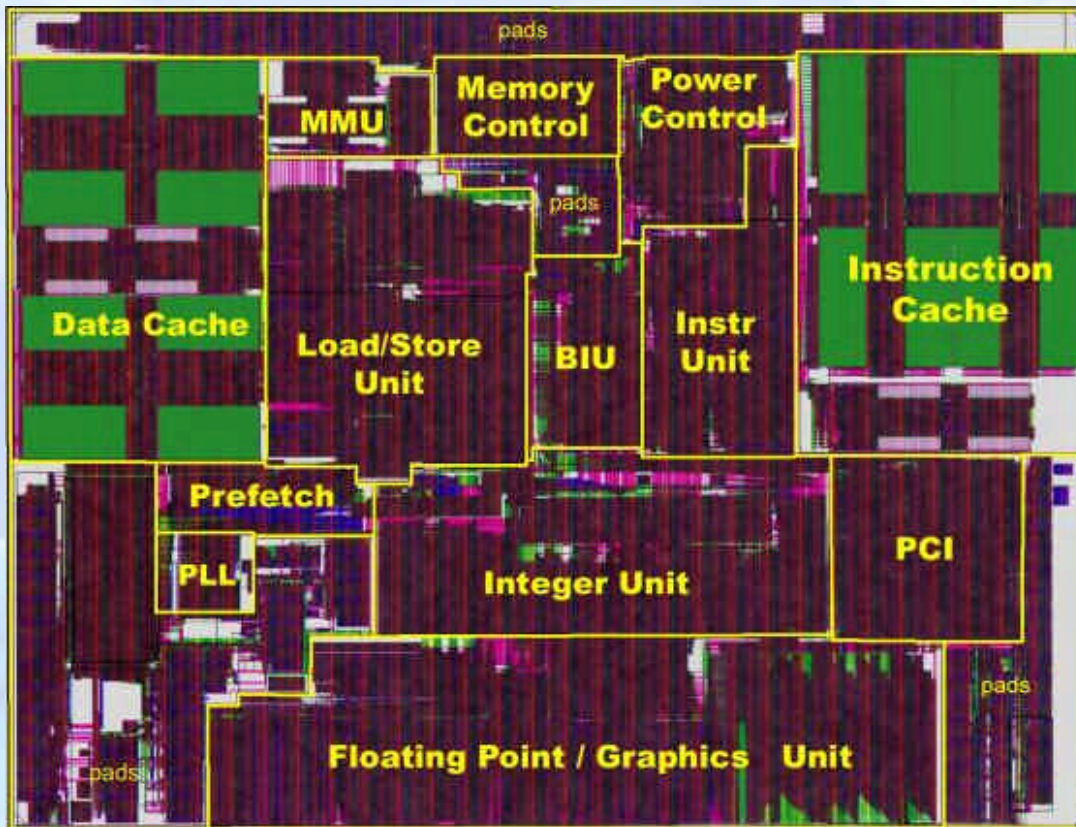 pads
MMU
Memory
Control
Power
Control
pads
Data Cache
Load/Store
Unit
BIU
Instr
Unit
Instruction
Cache
Prefetch
PLL
Integer Unit
PCI
pads
Floating Point / Graphics Unit
pads